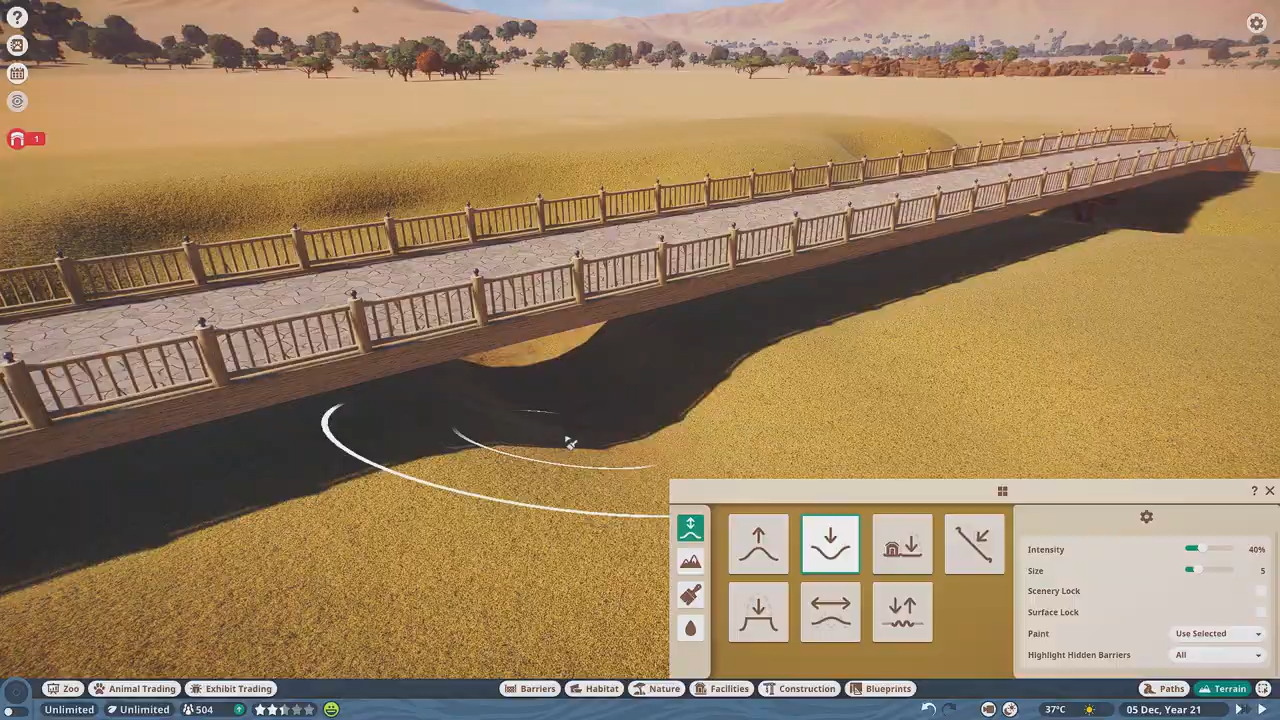 ?
1
? ×
Intensity 40%
Size 5
Scenery Lock
Surface Lock
Paint Use Selected
Highlight Hidden Barriers All
Zoo Animal Trading Exhibit Trading Barriers Habitat Nature Facilities Construction Blueprints Paths Terrain
Unlimited Unlimited 504 37°C 05 Dec, Year 21